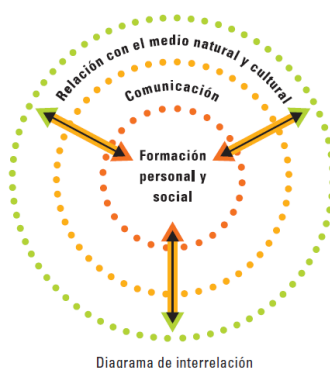 Relación con el medio natural y cultural
Comunicación
Formación
personal y
social
Diagrama de interrelación